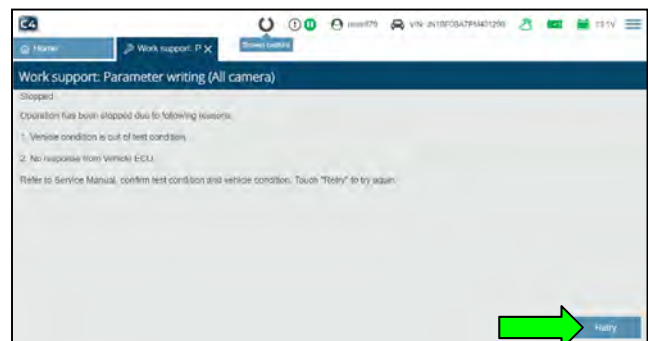 C4
Home
Work support: P X
Screen capture
VIN:
Work support: Parameter writing (All camera)
Stopped
Operation has been stopped due to following reasons.
1. Vehicle condition is out of test condition.
2. No response from Vehicle ECU.
Refer to Service Manual, confirm test condition and vehicle condition. Touch "Retry" to try again.
Retry